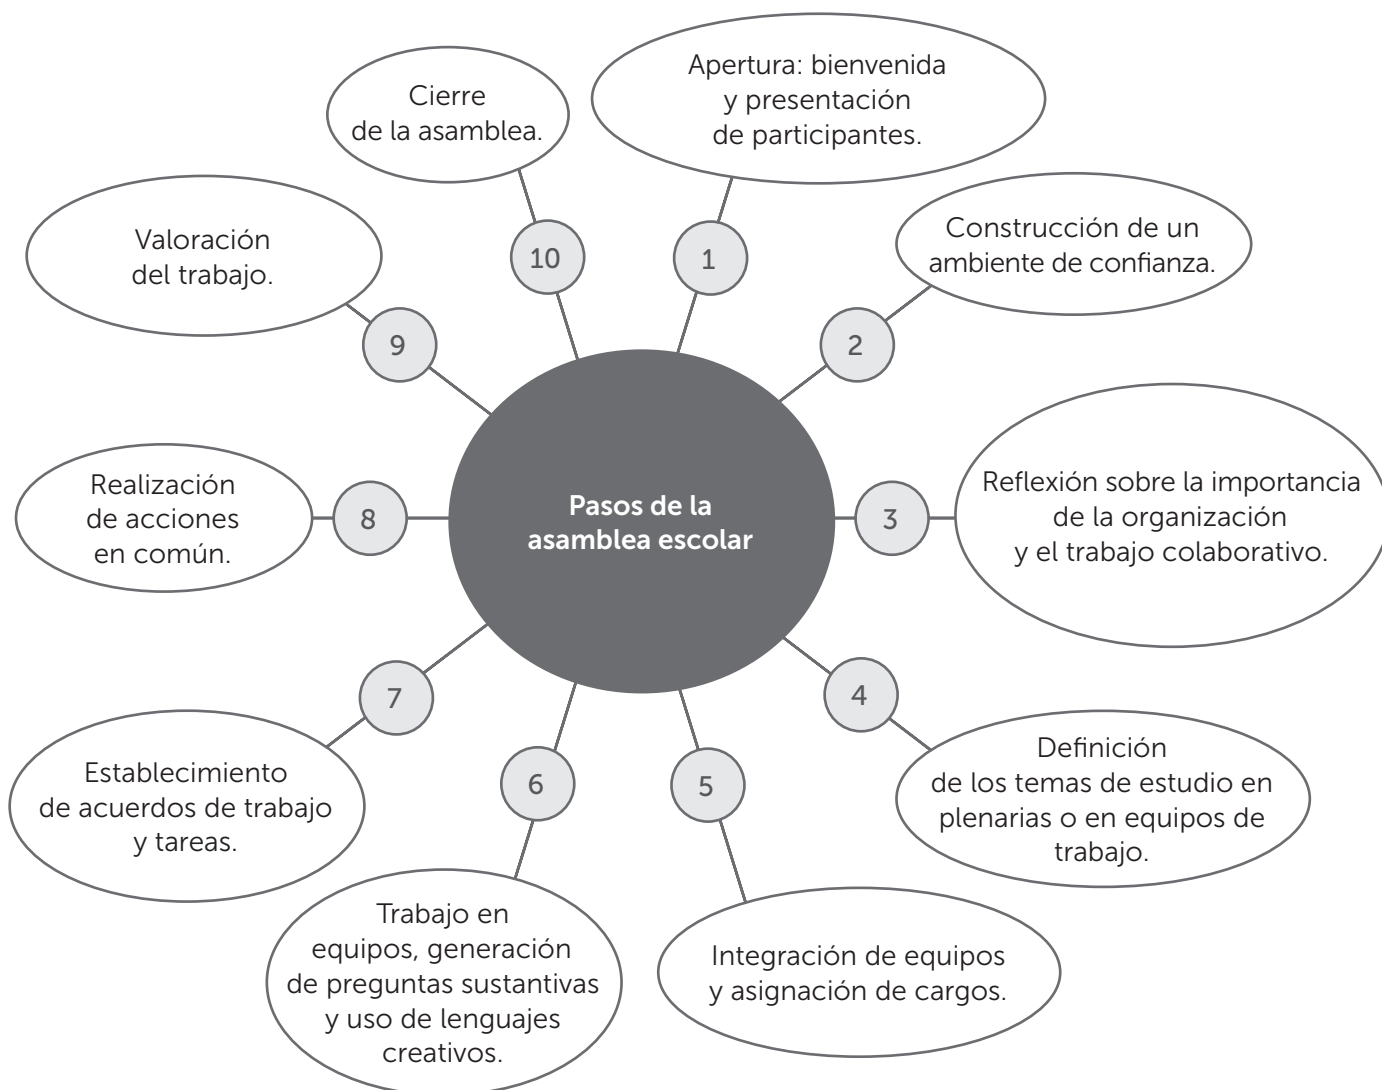 Pasos de la
asamblea escolar
1
Apertura: bienvenida
y presentación
de participantes.
2
Construcción de un
ambiente de confianza.
3
Reflexión sobre la importancia
de la organización
y el trabajo colaborativo.
4
Definición
de los temas de estudio en
plenarias o en equipos de
trabajo.
5
Integración de equipos
y asignación de cargos.
6
Trabajo en
equipos, generación
de preguntas sustantivas
y uso de lenguajes
creativos.
7
Establecimiento
de acuerdos de trabajo
y tareas.
8
Realización
de acciones
en común.
9
Valoración
del trabajo.
10
Cierre
de la asamblea.